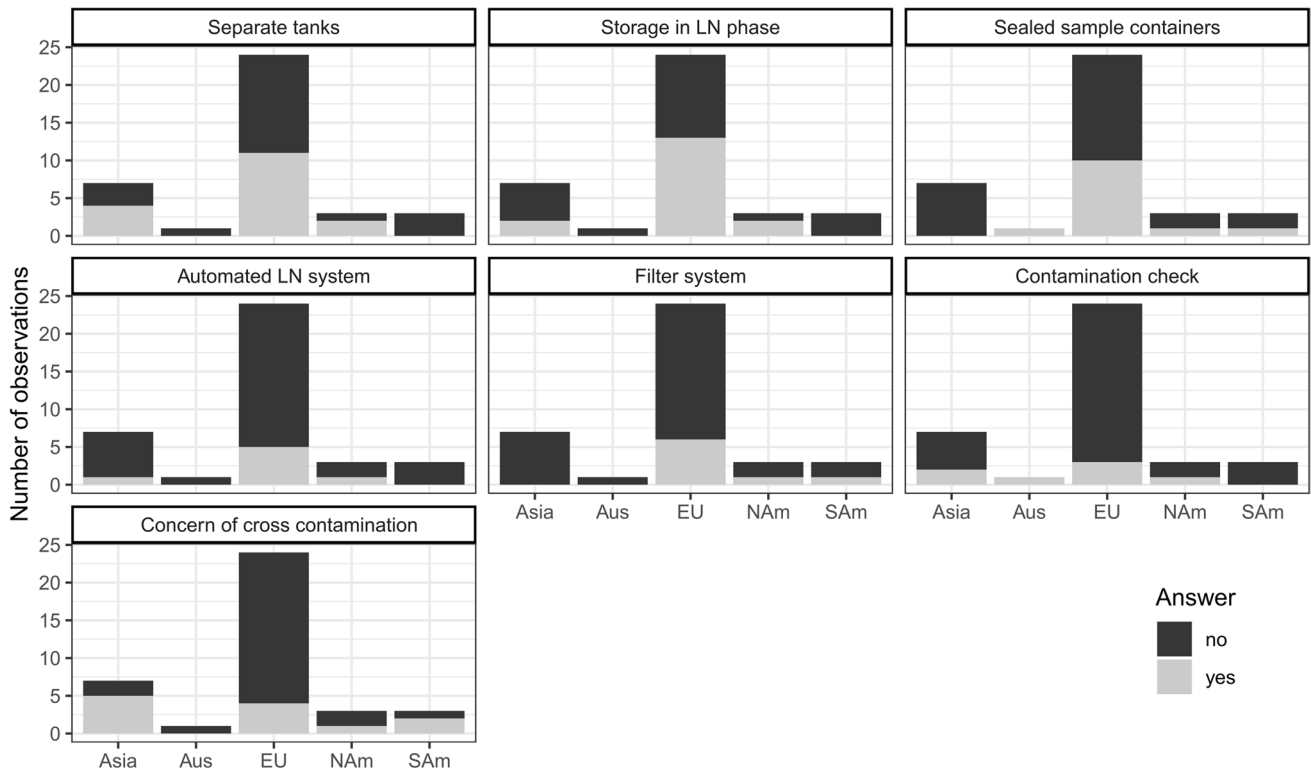 Separate tanks
Storage in LN phase
Sealed sample containers
25
20
15
10
5
0
Automated LN system
Filter system
Contamination check
25
20
15
10
5
0
Number of observations
Asia Aus EU NAm SAm
Asia Aus EU NAm SAm
Concern of cross contamination
25
20
15
10
5
0
Asia Aus EU NAm SAm
Answer
no
yes